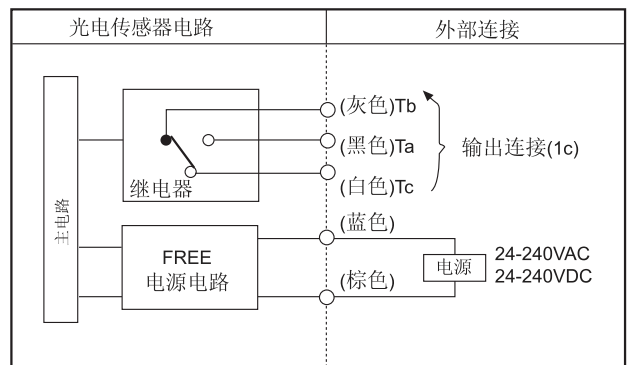 光电传感器电路
外部连接
(灰色)Tb
(黑色)Ta
(白色)Tc
输出连接(1c)
继电器
主电路
(蓝色)
FREE
电源电路
(棕色)
电源
24-240VAC
24-240VDC